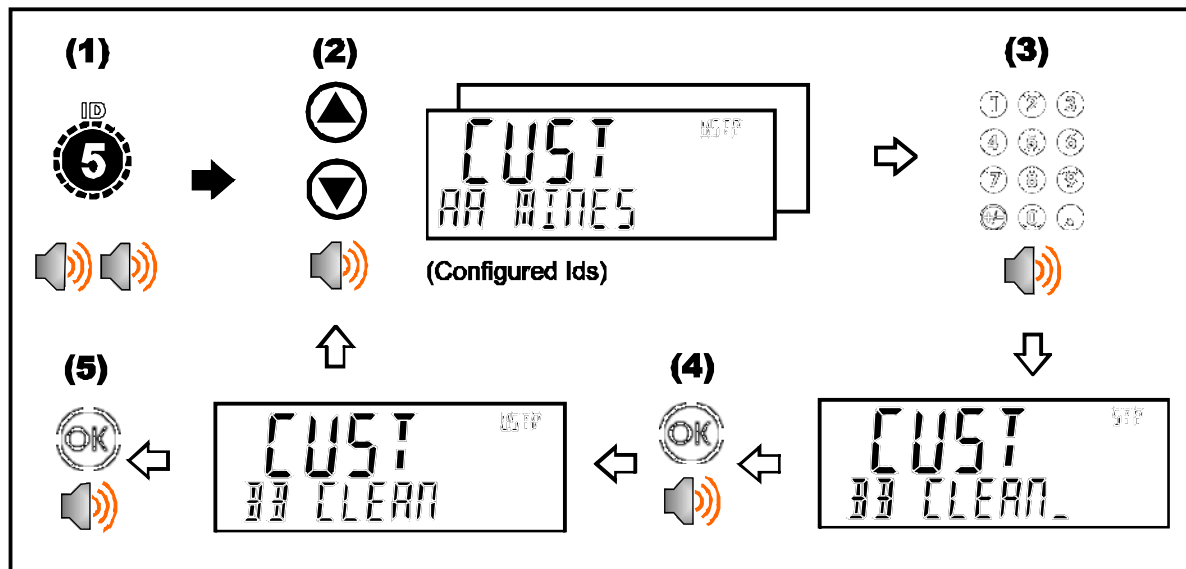 (1)
ID
5
(2)
CUST
AA MINES
(Configured Ids)
(3)
1 2 3
4 5 6
7 8 9
+/- 0 .
CUST
BB CLEAN_
(4)
OK
CUST
BB CLEAN
(5)
OK